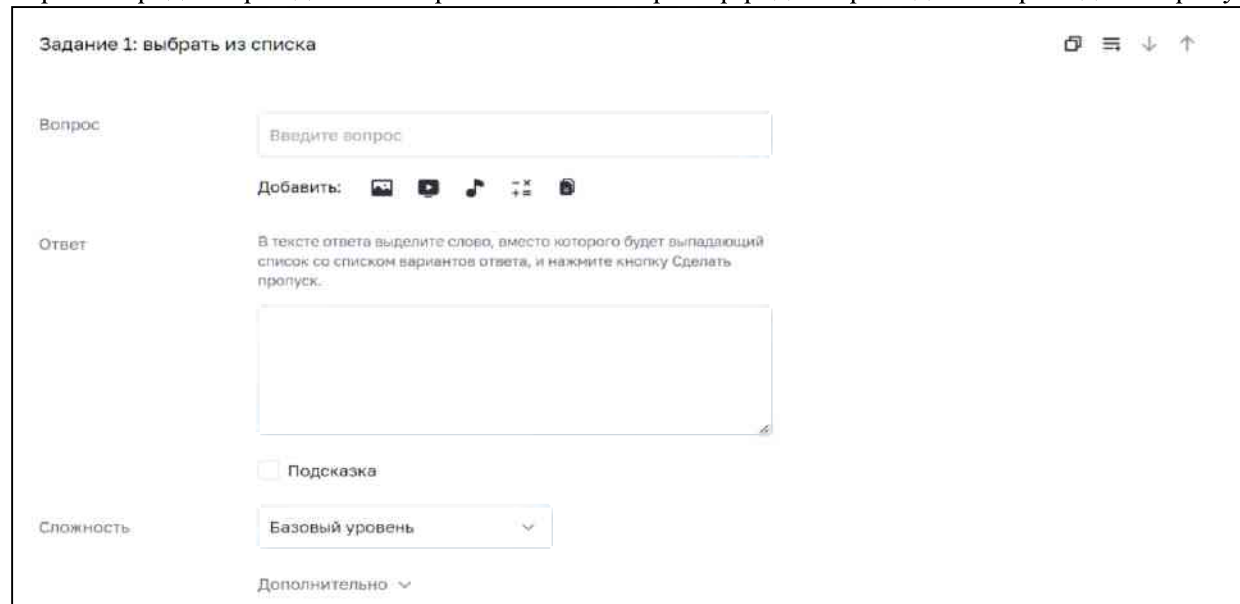 Задание 1: выбрать из списка
Вопрос
Введите вопрос
Добавить:
Ответ
В тексте ответа выделите слово, вместо которого будет выпадающий
список со списком вариантов ответа, и нажмите кнопку Сделать
пропуск.
Подсказка
Сложность
Базовый уровень
Дополнительно